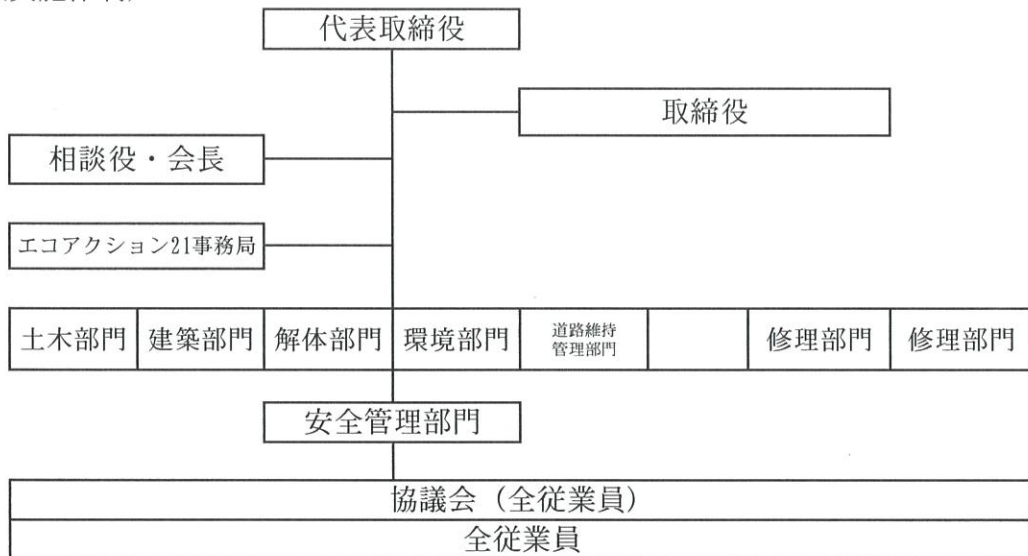 代表取締役
取締役
相談役・会長
エコアクション21事務局
土木部門
建築部門
解体部門
環境部門
道路維持
管理部門
修理部門
修理部門
安全管理部門
協議会（全従業員）
全従業員